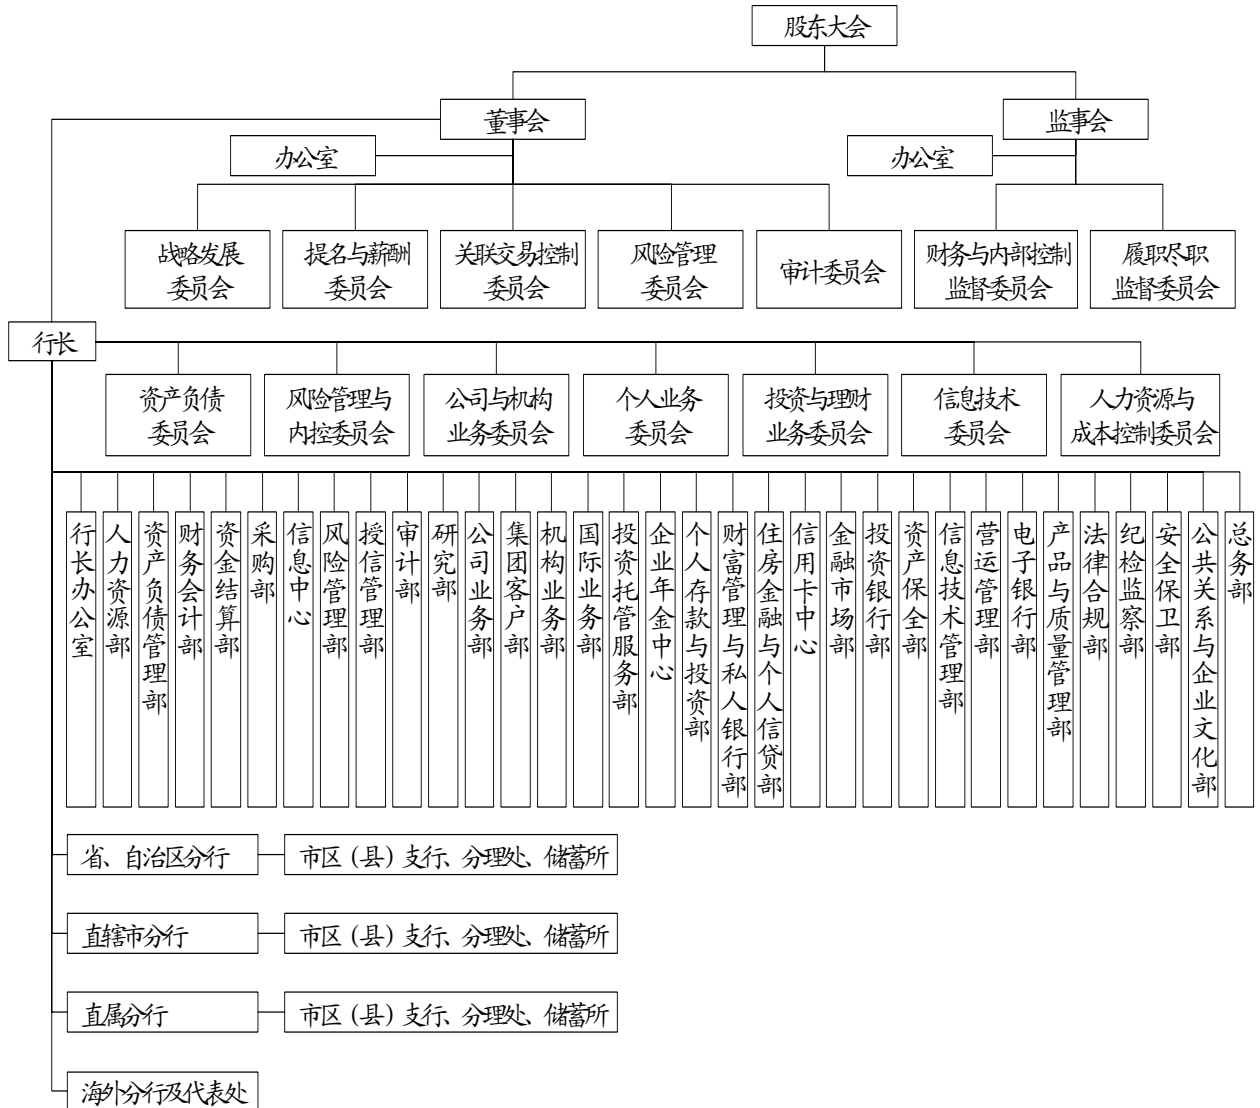 股东大会
董事会
监事会
办公室
办公室
战略发展
委员会
提名与薪酬
委员会
关联交易控制
委员会
风险管理
委员会
审计委员会
财务与内部控制
监督委员会
履职尽职
监督委员会
行长
资产负债
委员会
风险管理与
内控委员会
公司与机构
业务委员会
个人业务
委员会
投资与理财
业务委员会
信息技术
委员会
人力资源与
成本控制委员会
行长办公室
人力资源部
资产负债管理部
财务会计部
资金结算部
采购部
信息中心
风险管理部
授信管理部
审计部
研究部
公司业务部
集团客户部
机构业务部
国际业务部
投资托管服务部
企业年金中心
个人存款与投资部
财富管理与私人银行部
住房金融与个人信贷部
信用卡中心
金融市场部
投资银行部
资产保全部
信息技术管理部
营运管理部
电子银行部
产品与质量管理部
法律合规部
纪检监察部
安全保卫部
公共关系与企业文化部
总务部
省、自治区分行
市区（县）支行、分理处、储蓄所
直辖市分行
市区（县）支行、分理处、储蓄所
直属分行
市区（县）支行、分理处、储蓄所
海外分行及代表处